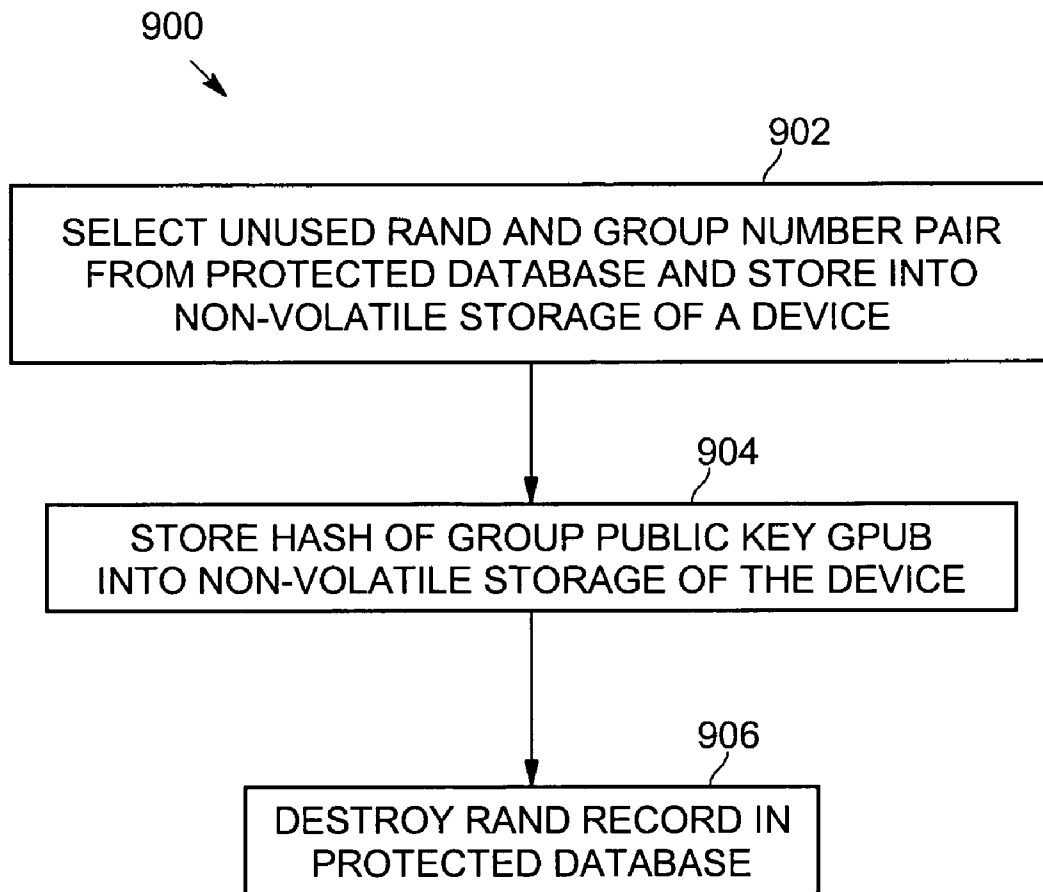 900
902
SELECT UNUSED RAND AND GROUP NUMBER PAIR
FROM PROTECTED DATABASE AND STORE INTO
NON-VOLATILE STORAGE OF A DEVICE
904
STORE HASH OF GROUP PUBLIC KEY GPUB
INTO NON-VOLATILE STORAGE OF THE DEVICE
906
DESTROY RAND RECORD IN
PROTECTED DATABASE